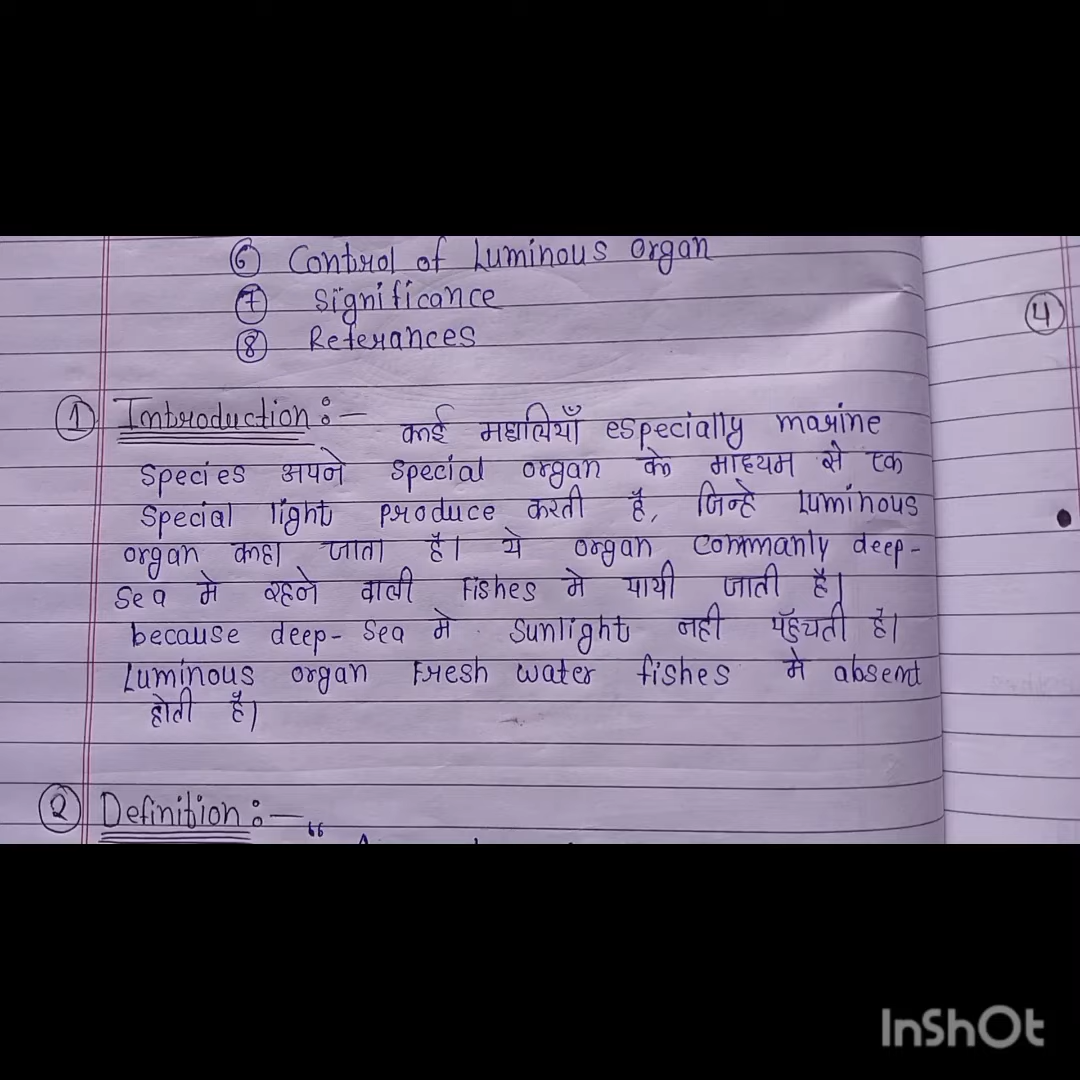 ⑥ Control of Luminous organ
⑦ Significance
⑧ Referances
④
① Introduction :- कई मछलियाँ especially marine
species अपने special organ के माध्यम से एक
special light produce करती है, जिन्हे Luminous
organ कहा जाता है। ये organ commanly deep-
sea मे रहने वाली Fishes मे पायी जाती है।
because deep-sea मे sunlight नही पॅहुचती है।
Luminous organ Fresh water fishes मे absent
होती है।
② Definition :- "
InShOt